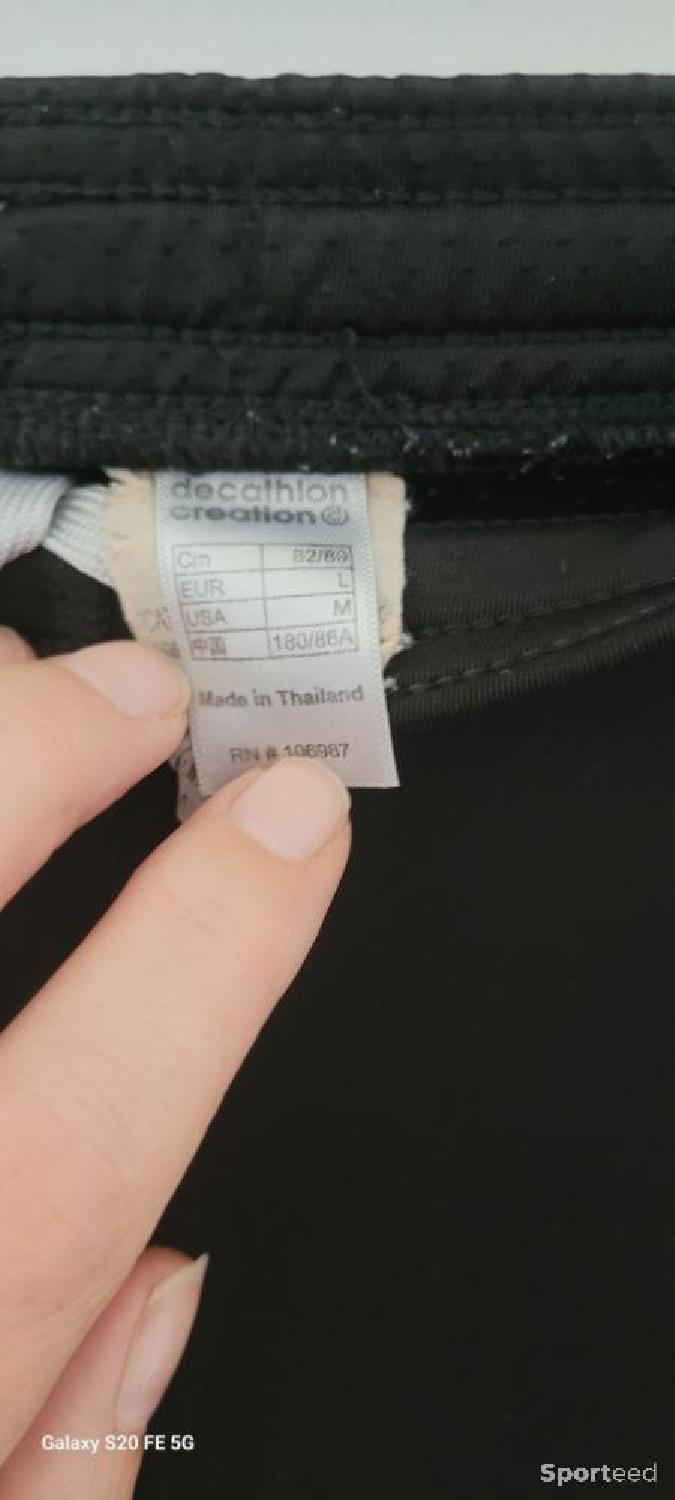 decathlon
creation
Cm 82/89
EUR L
USA M
中国 180/86A
Made in Thailand
RN # 106987
Galaxy S20 FE 5G
Sporteed